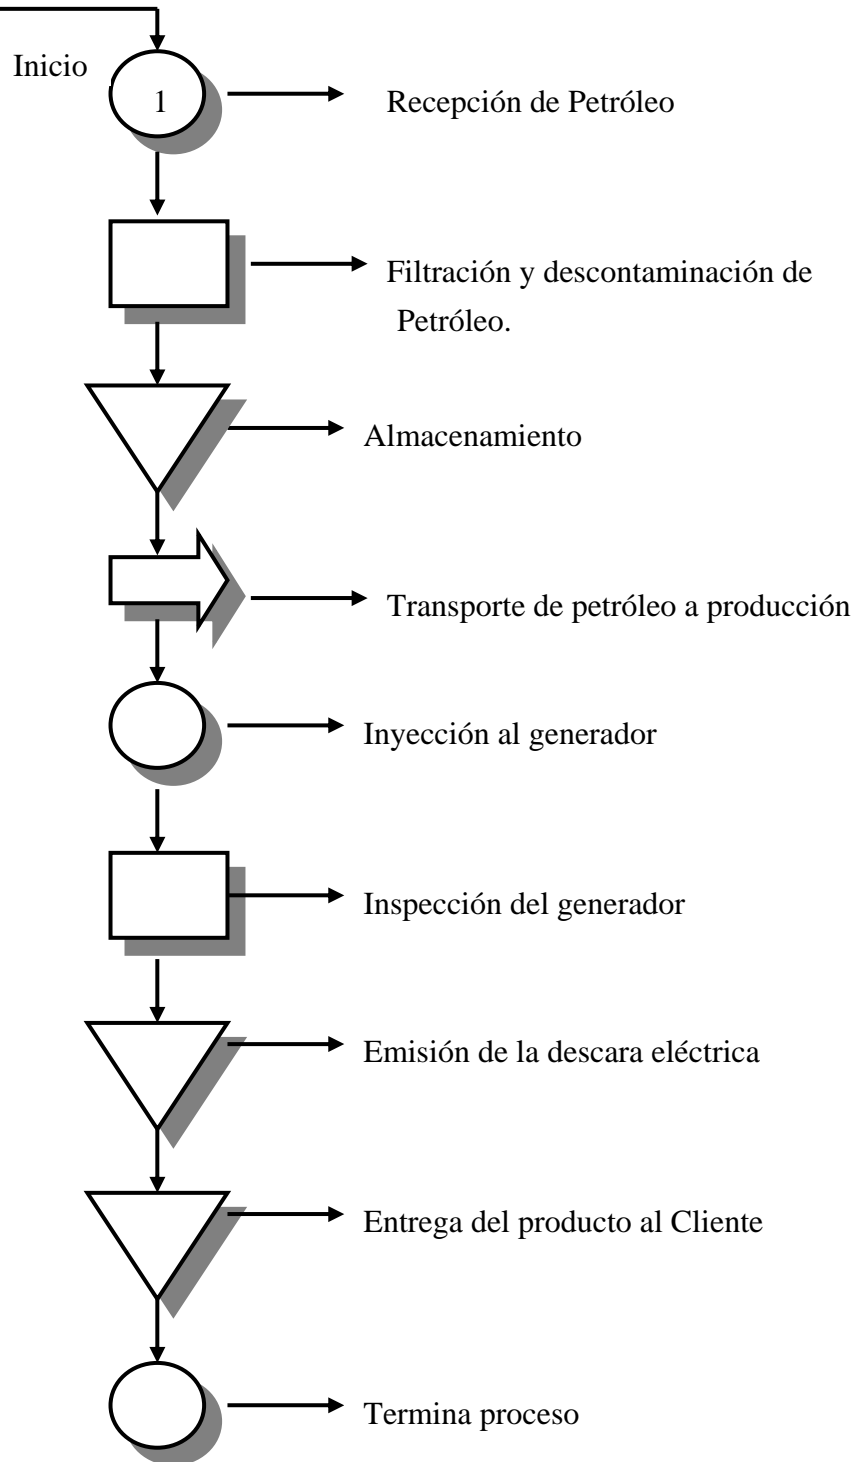 Inicio
1
Recepción de Petróleo
Filtración y descontaminación de
Petróleo.
Almacenamiento
Transporte de petróleo a producción
Inyección al generador
Inspección del generador
Emisión de la descara eléctrica
Entrega del producto al Cliente
Termina proceso